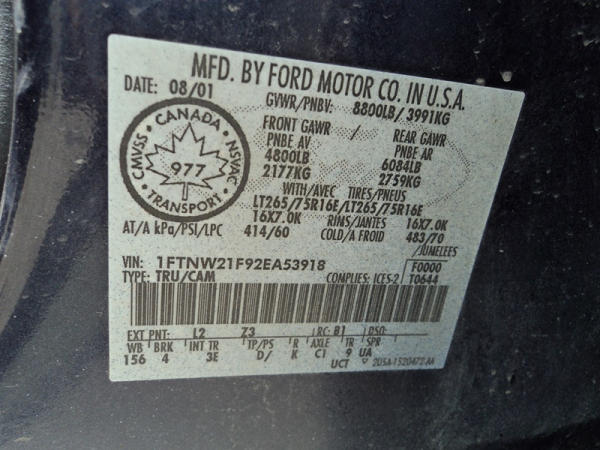 MFD. BY FORD MOTOR CO. IN U.S.A.
DATE: 08/01 GVWR/PNBV: 8800LB/ 3991KG
FRONT GAWR / REAR GAWR
PNBE AV PNBE AR
4800LB 6084LB
2177KG 2759KG
WITH/AVEC TIRES/PNEUS
LT265/75R16E/LT265/75R16E
16X7.0K RINS/JANTES 16X7.0K
AT/A kPa/PSI/LPC 414/60 COLD/A FROID 483/70
/JUMELEES
CANADA
CMVSS 977 NSVAC
TRANSPORT
VIN: 1FTNW21F92EA53918 F0000
TYPE: TRU/CAM COMPLIES: ICES-2 T0644
EXT PNT: L2 Z3 RC: B1 DSO:
WB BRK INT TR TP/PS R AXLE TR SPR
156 4 3E D/ K C1 9 UA
UCT